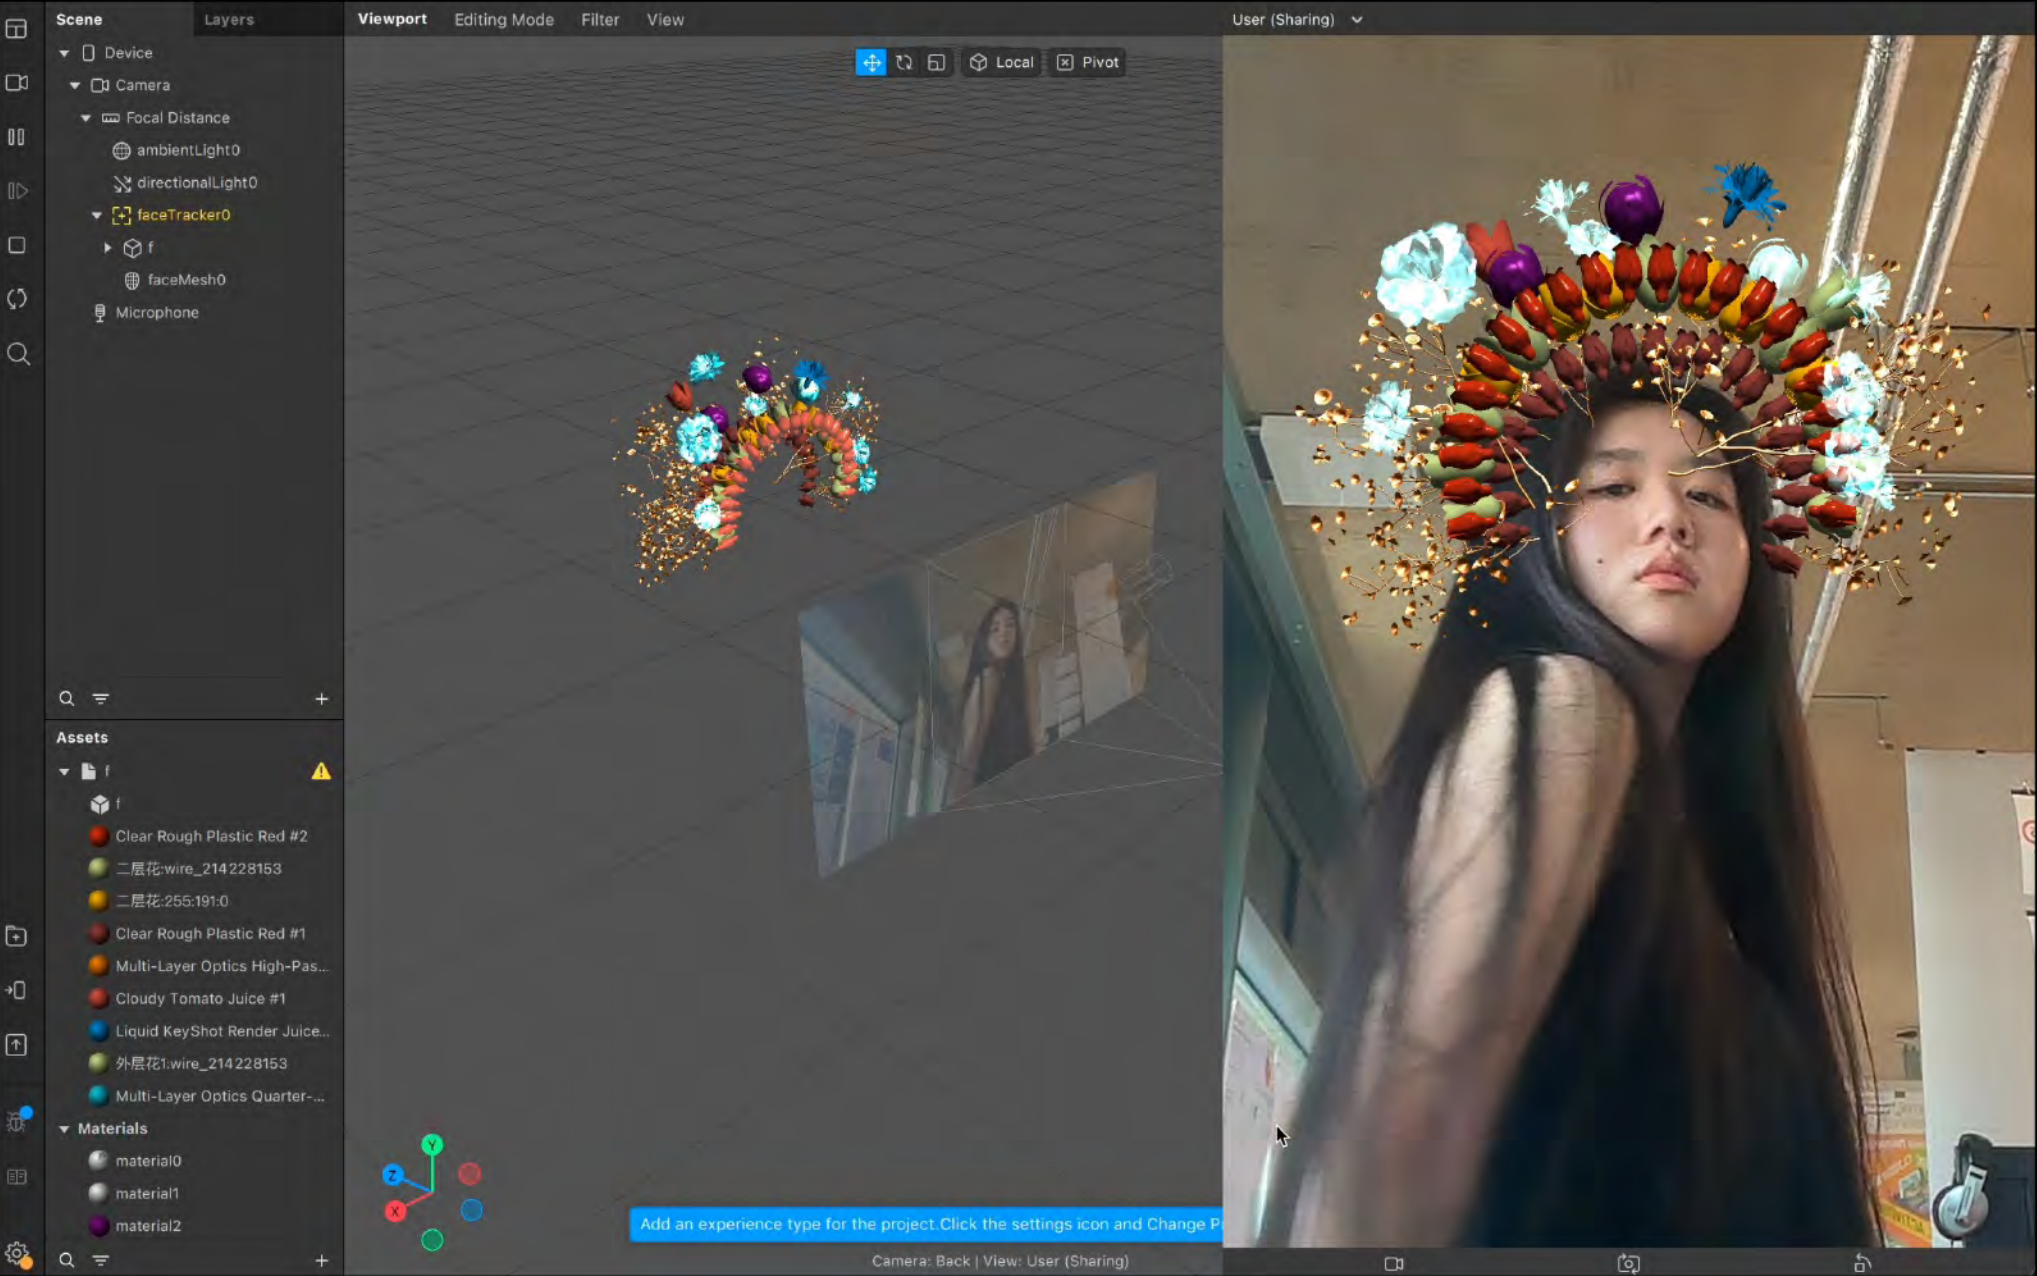 Scene
Layers
Device
Camera
Focal Distance
ambientLight0
directionalLight0
faceTracker0
f
faceMesh0
Microphone
Assets
f
f
Clear Rough Plastic Red #2
二层花:wire_214228153
二层花:255:191:0
Clear Rough Plastic Red #1
Multi-Layer Optics High-Pas...
Cloudy Tomato Juice #1
Liquid KeyShot Render Juice...
外层花1:wire_214228153
Multi-Layer Optics Quarter-...
Materials
material0
material1
material2
Viewport Editing Mode Filter View
Local Pivot
Y
Z
X
Add an experience type for the project.Click the settings icon and Change P
Camera: Back | View: User (Sharing)
User (Sharing)